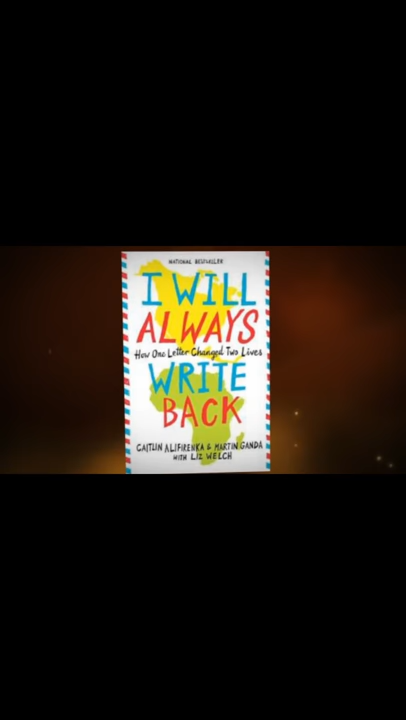 NATIONAL BESTSELLER
I WILL
ALWAYS
How One Letter Changed Two Lives
WRITE
BACK
CAITLIN ALIFIRENKA & MARTIN GANDA
WITH LIZ WELCH